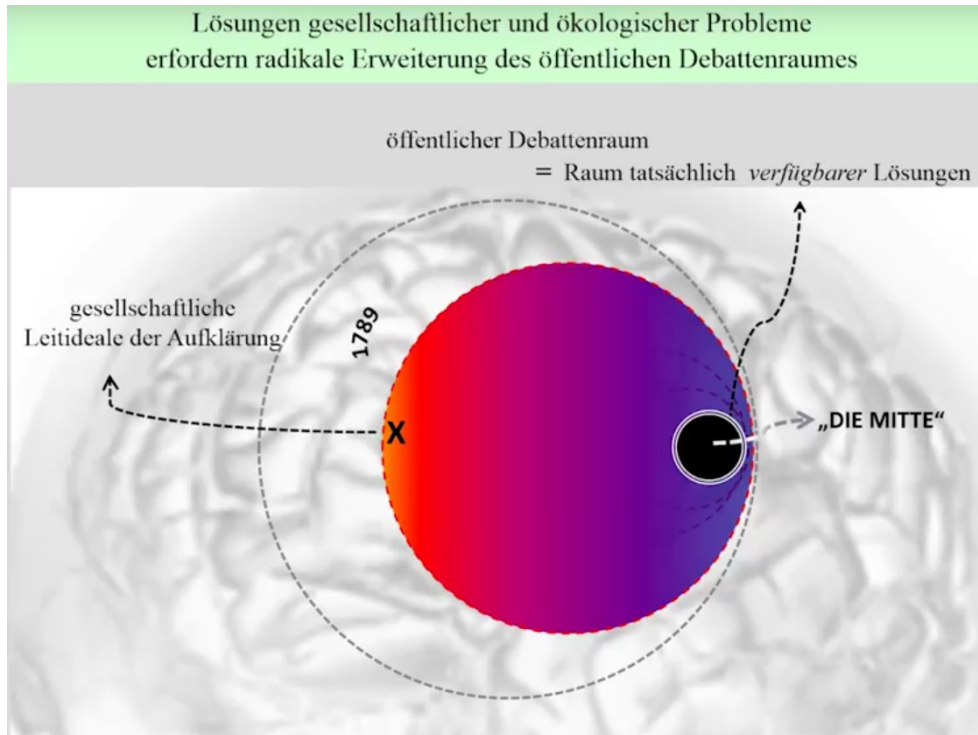 Lösungen gesellschaftlicher und ökologischer Probleme
erfordern radikale Erweiterung des öffentlichen Debattenraumes
öffentlicher Debattenraum
= Raum tatsächlich verfügbarer Lösungen
gesellschaftliche
Leitideale der Aufklärung
1789
X
„DIE MITTE“